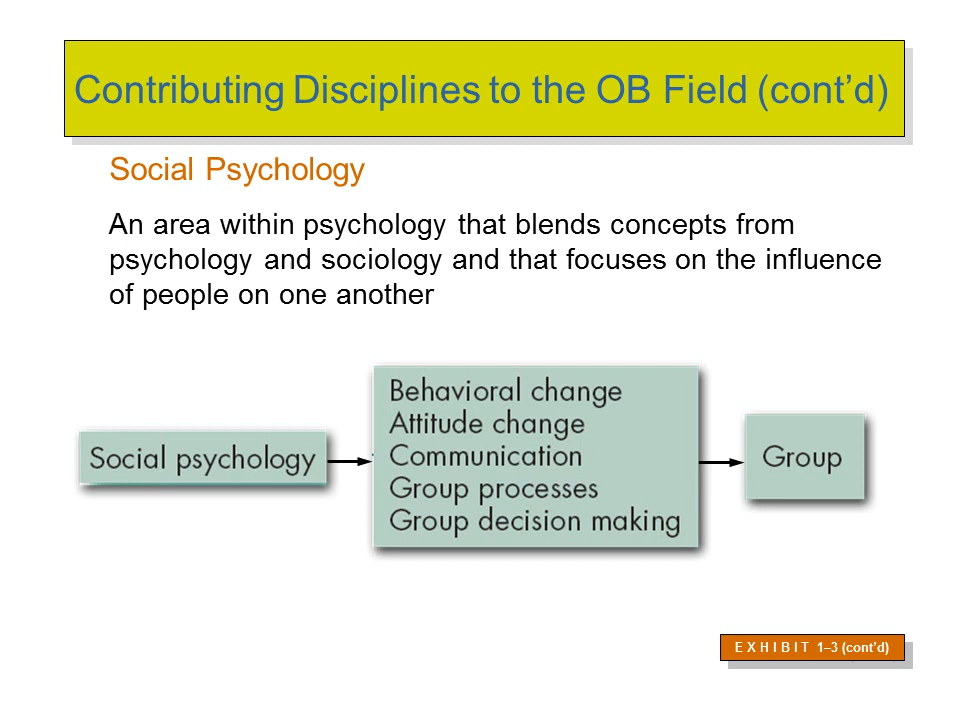 Contributing Disciplines to the OB Field (cont’d)
Social Psychology
An area within psychology that blends concepts from
psychology and sociology and that focuses on the influence
of people on one another
Social psychology
Behavioral change
Attitude change
Communication
Group processes
Group decision making
Group
E X H I B I T 1–3 (cont’d)